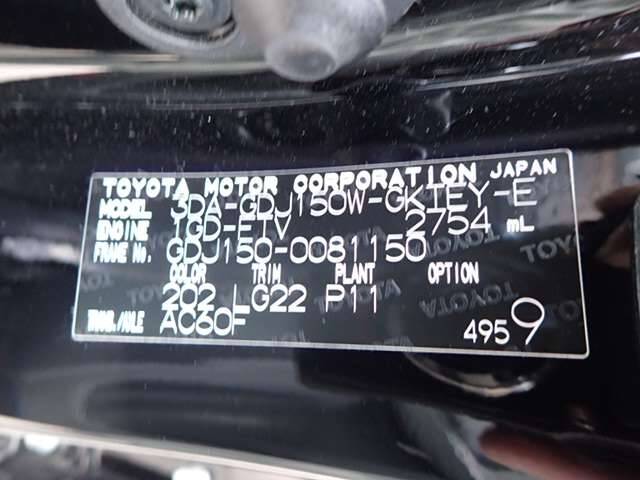 TOYOTA MOTOR CORPORATION JAPAN
MODEL 3DA-GDJ150W-GKTEY-E
ENGINE 1GD-FTV 2754 mL
FRAME No. GDJ150-0081150
COLOR TRIM PLANT OPTION
202 LG22 P11
TRANS./AXLE AC60F 4959